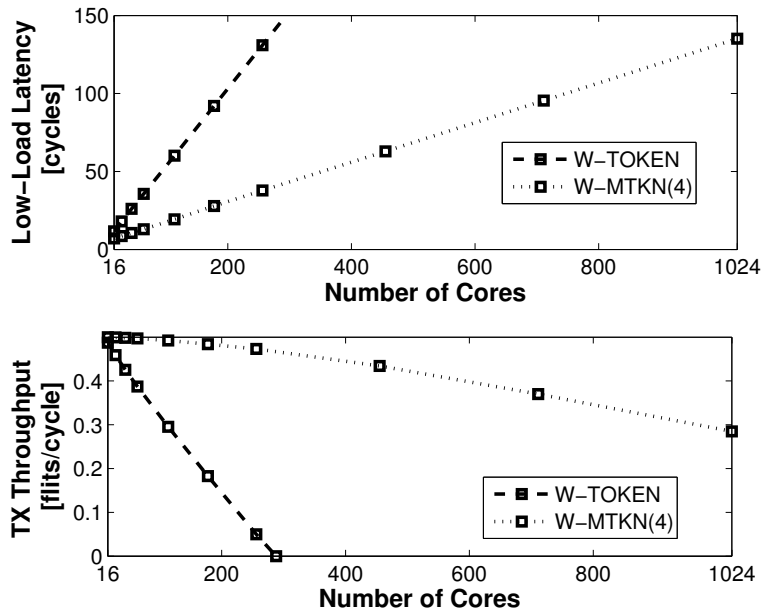 150
100
50
0
Low-Load Latency
[cycles]
W-TOKEN
W-MTKN(4)
16
200
400
600
800
1024
Number of Cores
0.4
0.3
0.2
0.1
0
TX Throughput
[flits/cycle]
W-TOKEN
W-MTKN(4)
16
200
400
600
800
1024
Number of Cores